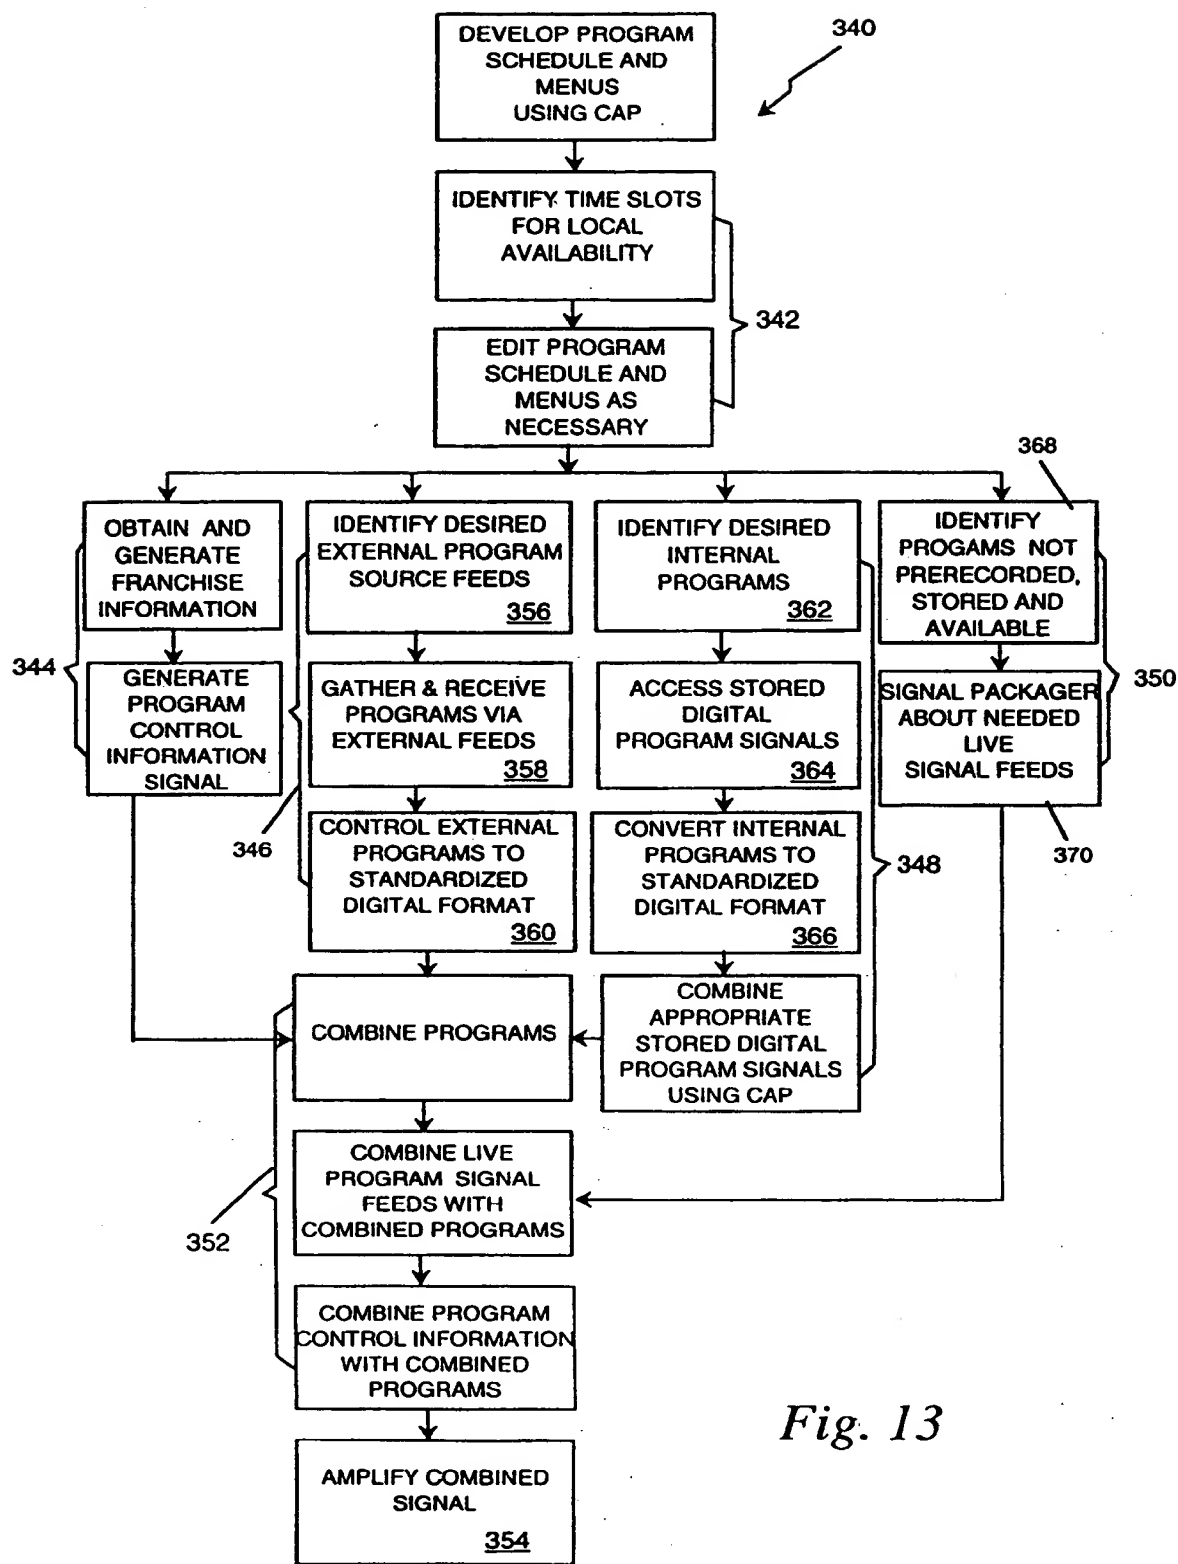 DEVELOP PROGRAM
SCHEDULE AND
MENUS
USING CAP
340
IDENTIFY TIME SLOTS
FOR LOCAL
AVAILABILITY
342
EDIT PROGRAM
SCHEDULE AND
MENUS AS
NECESSARY
OBTAIN AND
GENERATE
FRANCHISE
INFORMATION
344
GENERATE
PROGRAM
CONTROL
INFORMATION
SIGNAL
IDENTIFY DESIRED
EXTERNAL PROGRAM
SOURCE FEEDS
356
GATHER & RECEIVE
PROGRAMS VIA
EXTERNAL FEEDS
358
346
CONTROL EXTERNAL
PROGRAMS TO
STANDARDIZED
DIGITAL FORMAT
360
IDENTIFY DESIRED
INTERNAL
PROGRAMS
362
ACCESS STORED
DIGITAL
PROGRAM SIGNALS
364
CONVERT INTERNAL
PROGRAMS TO
STANDARDIZED
DIGITAL FORMAT
366
348
COMBINE
APPROPRIATE
STORED DIGITAL
PROGRAM SIGNALS
USING CAP
368
IDENTIFY
PROGAMS NOT
PRERECORDED,
STORED AND
AVAILABLE
350
SIGNAL PACKAGER
ABOUT NEEDED
LIVE
SIGNAL FEEDS
370
COMBINE PROGRAMS
COMBINE LIVE
PROGRAM SIGNAL
FEEDS WITH
COMBINED PROGRAMS
352
COMBINE PROGRAM
CONTROL INFORMATION
WITH COMBINED
PROGRAMS
AMPLIFY COMBINED
SIGNAL
354
Fig. 13